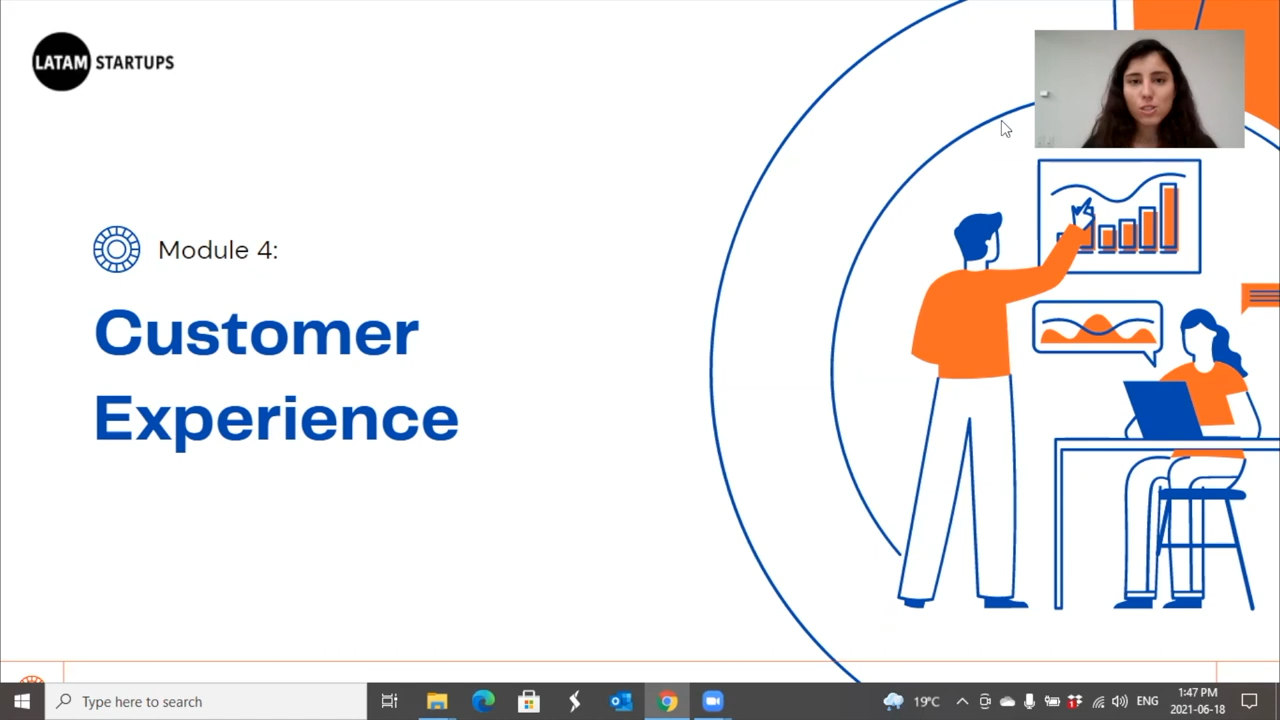 LATAM STARTUPS
Module 4:
Customer
Experience
Type here to search
19°C
ENG
1:47 PM
2021-06-18